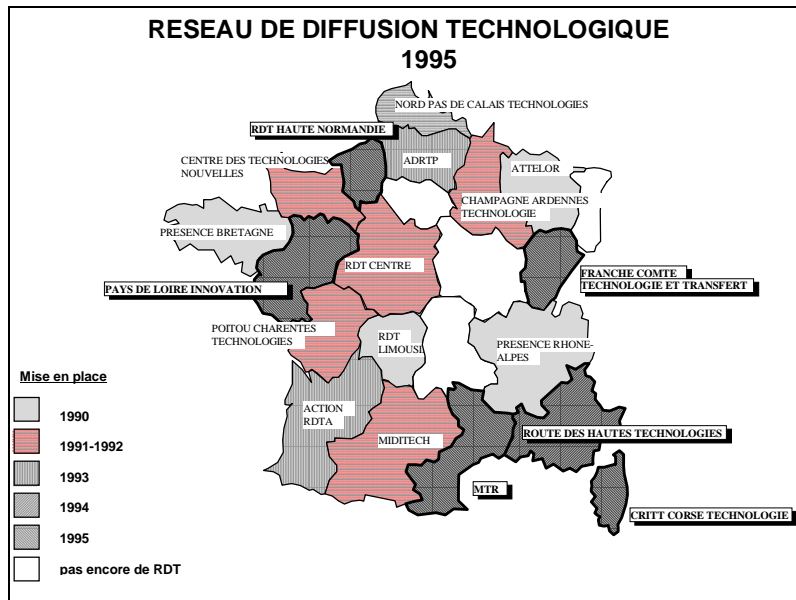 RESEAU DE DIFFUSION TECHNOLOGIQUE
1995
NORD PAS DE CALAIS TECHNOLOGIES
RDT HAUTE NORMANDIE
CENTRE DES TECHNOLOGIES
NOUVELLES
ADRTP
ATTELOR
CHAMPAGNE ARDENNES
TECHNOLOGIE
PRESENCE BRETAGNE
RDT CENTRE
FRANCHE COMTE
TECHNOLOGIE ET TRANSFERT
PAYS DE LOIRE INNOVATION
POITOU CHARENTES
TECHNOLOGIES
RDT
LIMOUSI
PRESENCE RHONE-
ALPES
Mise en place
1990
1991-1992
1993
1994
1995
pas encore de RDT
ACTION
RDTA
MIDITECH
ROUTE DES HAUTES TECHNOLOGIES
MTR
CRITT CORSE TECHNOLOGIE